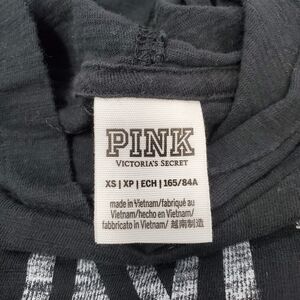 PINK
VICTORIA'S SECRET
XS | XP | ECH | 165/84A
made in Vietnam/fabriqué au
Vietnam/hecho en Vietnam/
fabbricato in Vietnam/ 越南制造